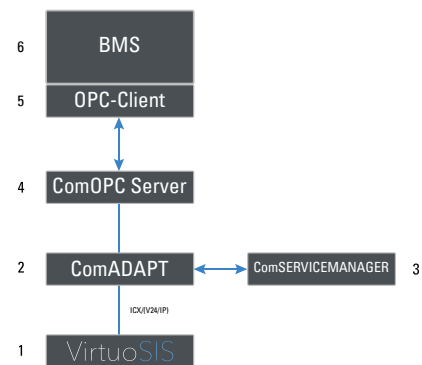 6 BMS
5 OPC-Client
4 ComOPC Server
2 ComADAPT ComSERVICEMANAGER 3
ICX/(V24/IP)
1 VirtuoSIS